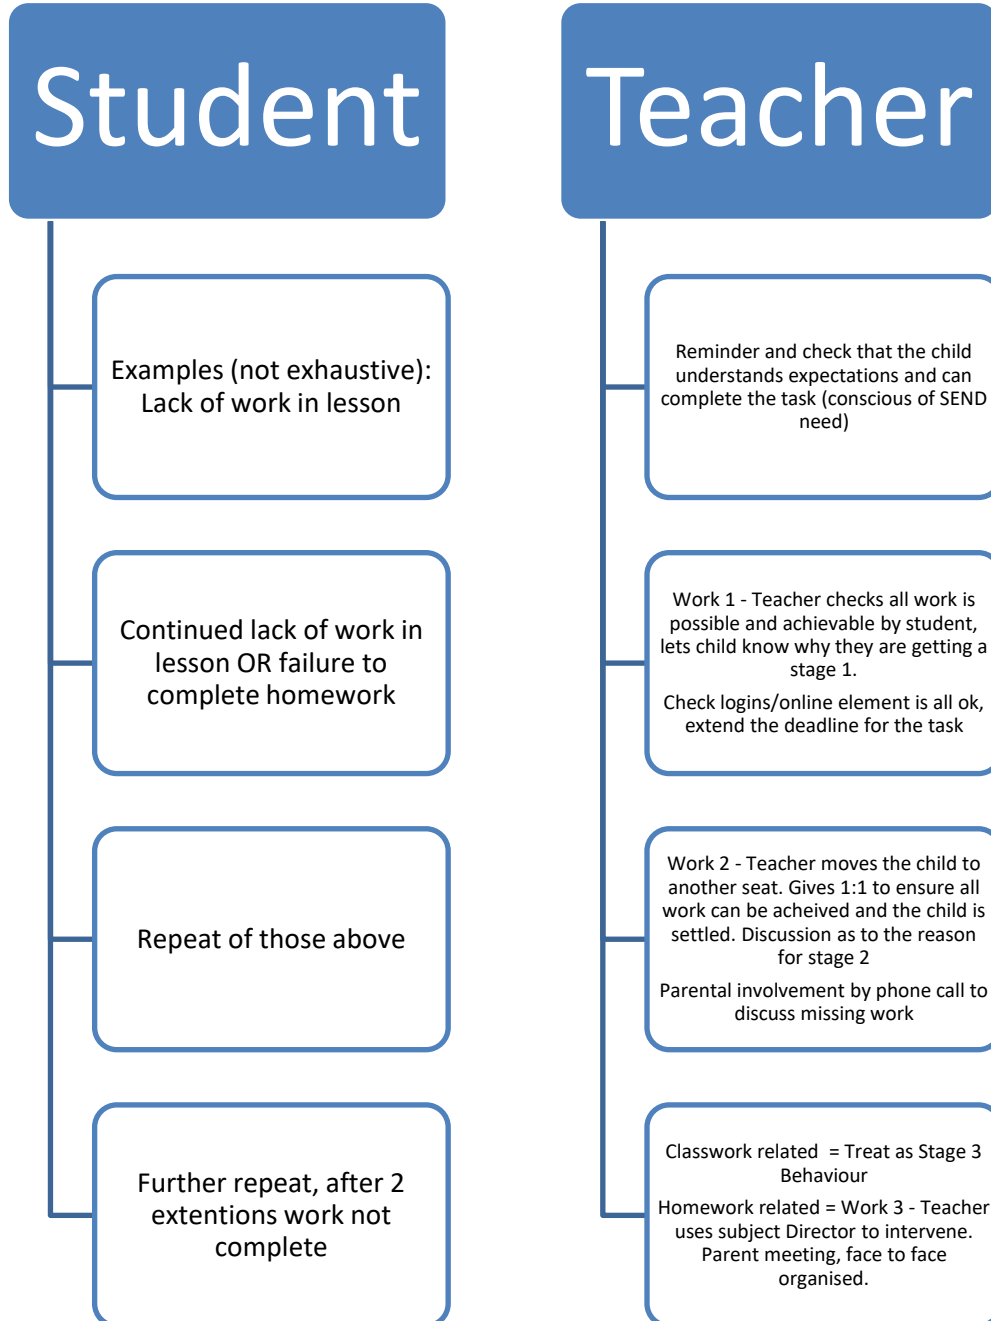 Student
Examples (not exhaustive):
Lack of work in lesson
Continued lack of work in
lesson OR failure to
complete homework
Repeat of those above
Further repeat, after 2
extentions work not
complete
Teacher
Reminder and check that the child
understands expectations and can
complete the task (conscious of SEND
need)
Work 1 - Teacher checks all work is
possible and achievable by student,
lets child know why they are getting a
stage 1.
Check logins/online element is all ok,
extend the deadline for the task
Work 2 - Teacher moves the child to
another seat. Gives 1:1 to ensure all
work can be acheived and the child is
settled. Discussion as to the reason
for stage 2
Parental involvement by phone call to
discuss missing work
Classwork related  = Treat as Stage 3
Behaviour
Homework related = Work 3 - Teacher
uses subject Director to intervene.
Parent meeting, face to face
organised.